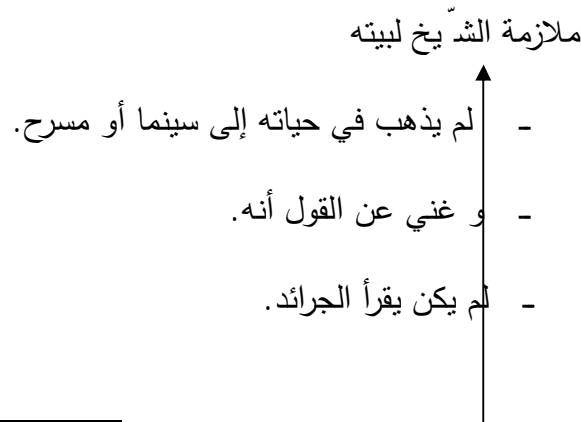 ملازمة الشّيخ لبيته
- لم يذهب في حياته إلى سينما أو مسرح.
- و غني عن القول أنه.
- لم يكن يقرأ الجرائد.